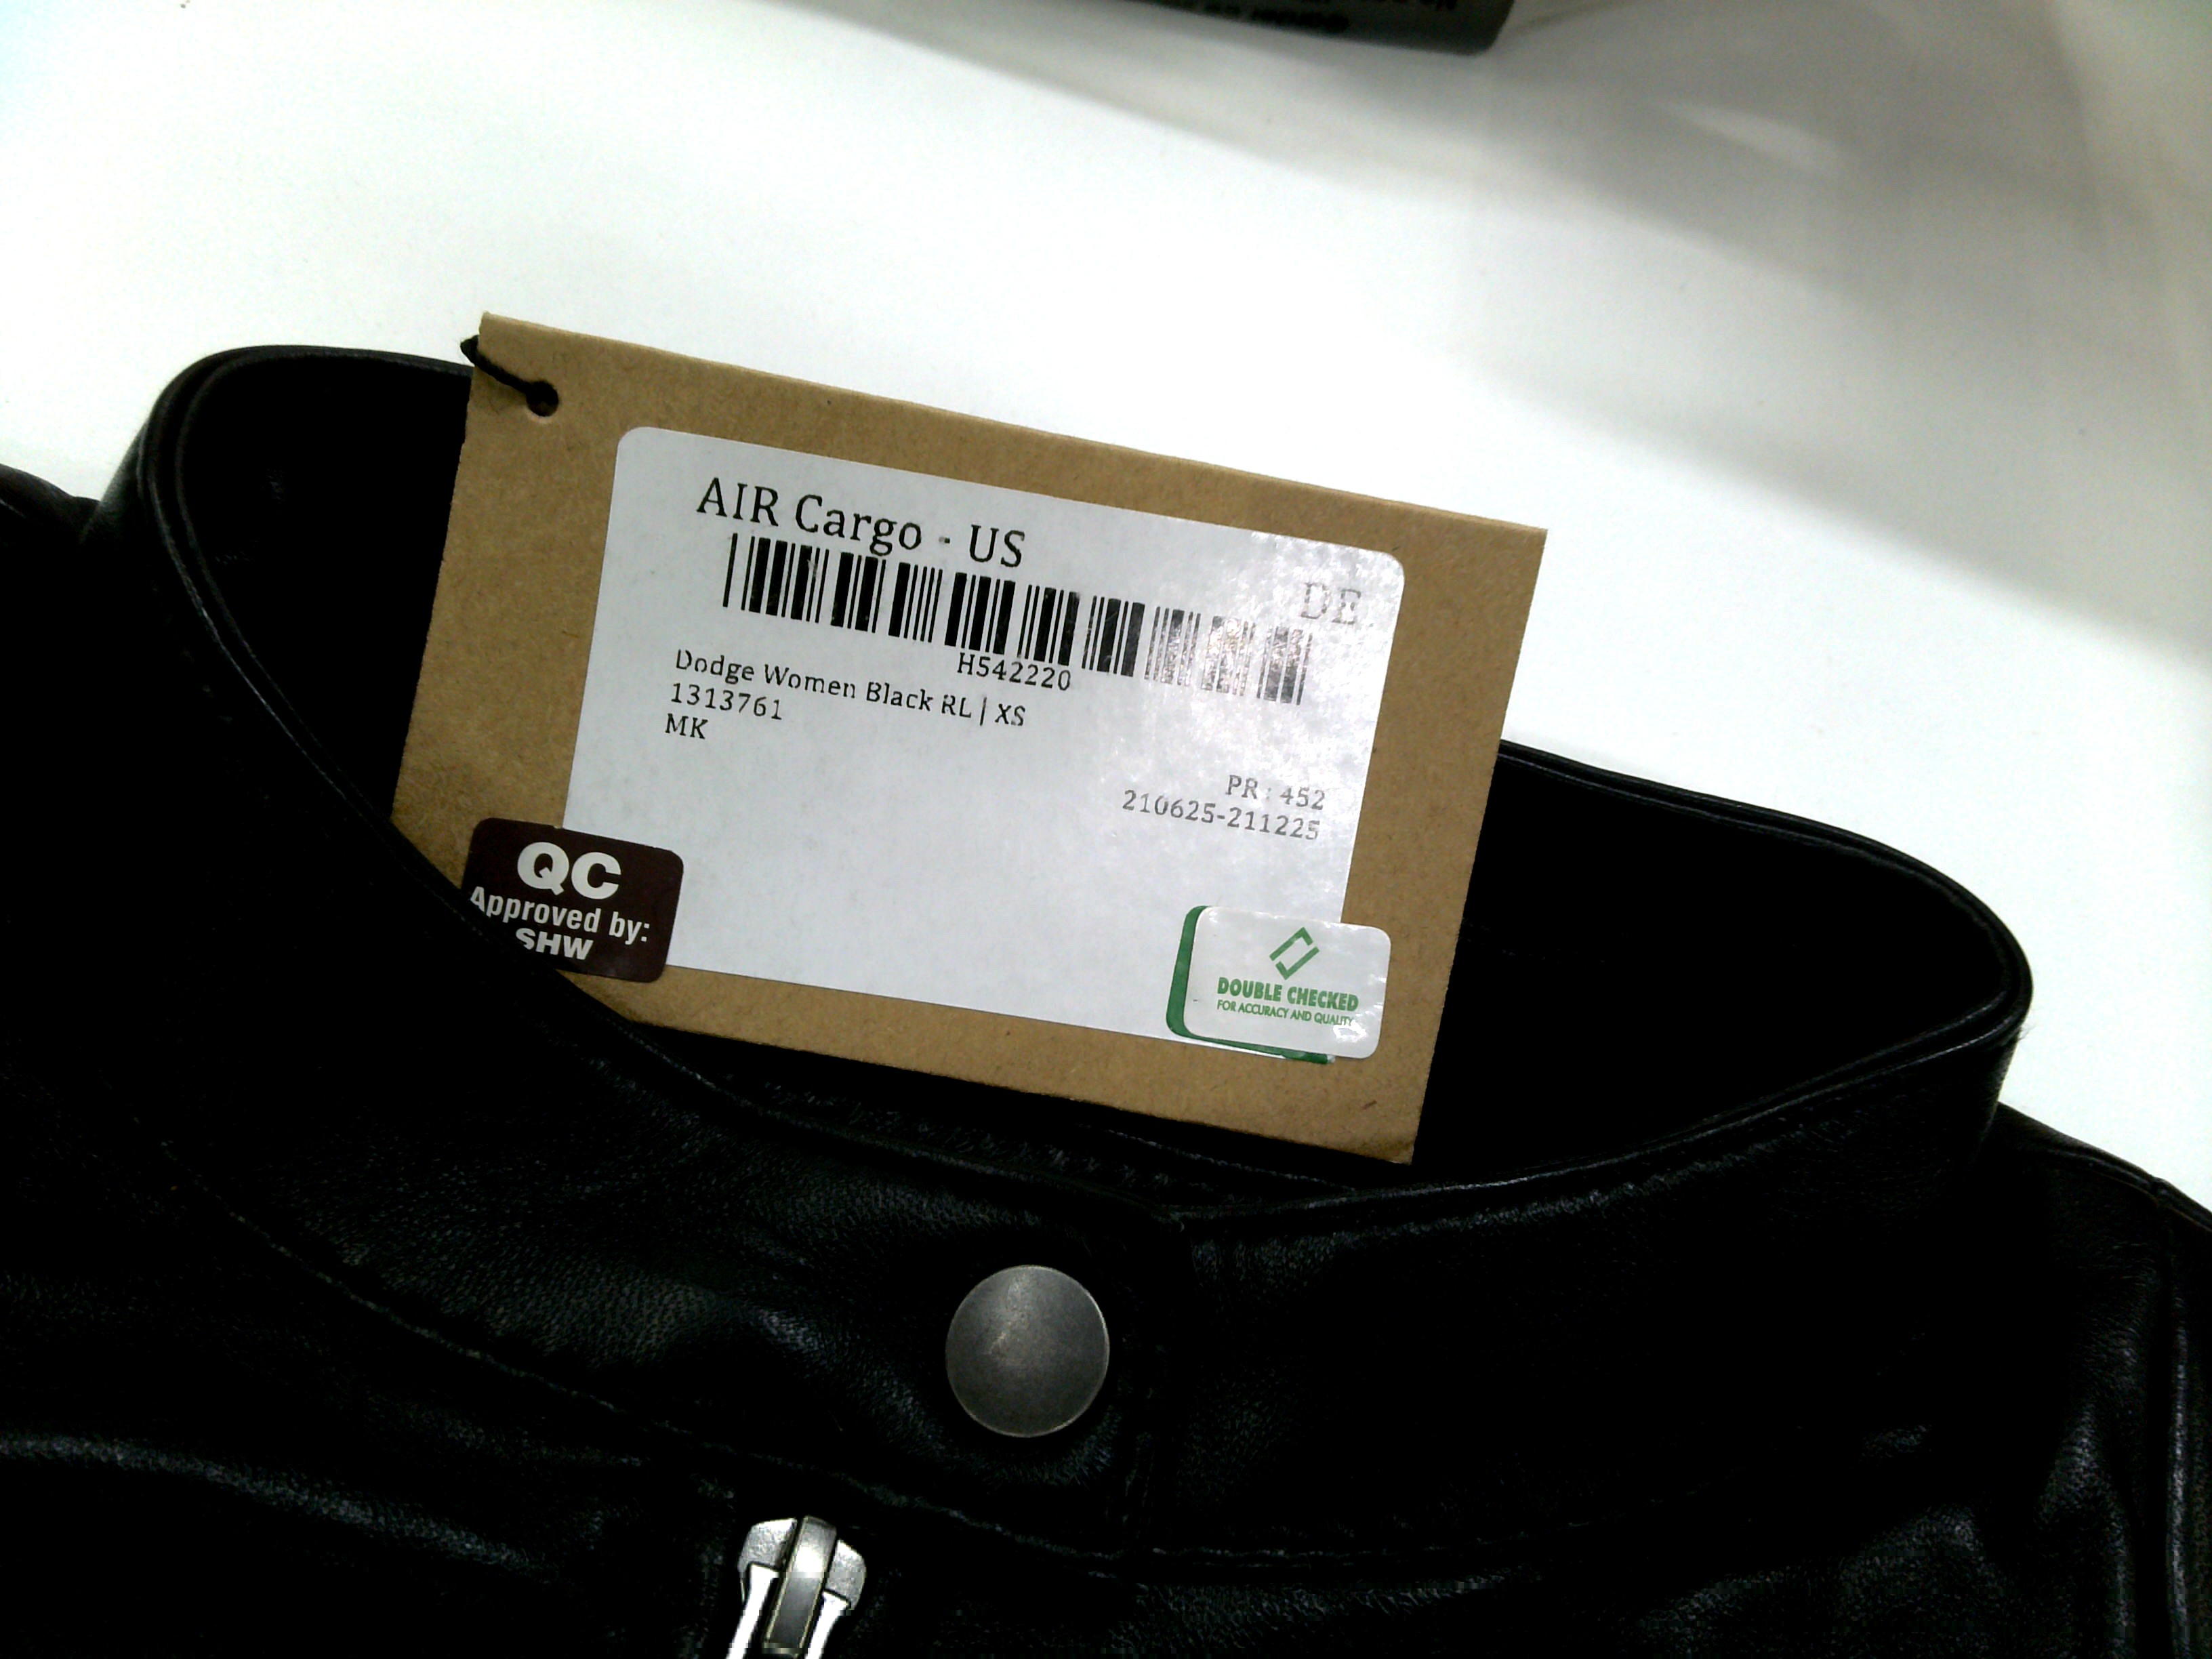 AIR Cargo - US
DE
H542220
Dodge Women Black RL | XS
1313761
MK
PR : 452
210625-211225
QC
Approved by:
SHW
DOUBLE CHECKED
FOR ACCURACY AND QUALITY